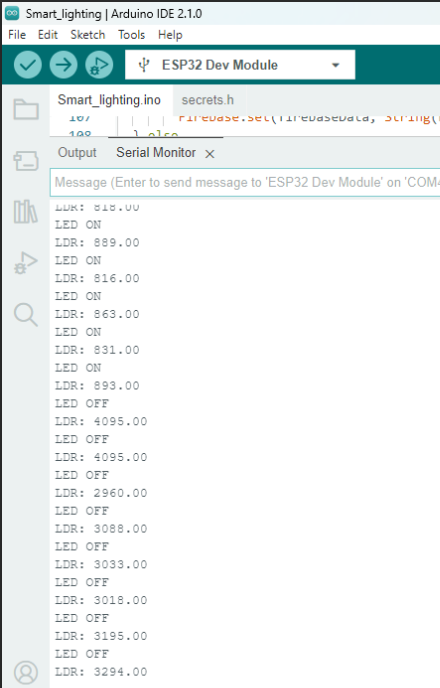 Smart_lighting | Arduino IDE 2.1.0
File Edit Sketch Tools Help
ESP32 Dev Module
Smart_lighting.ino secrets.h
107 Firebase.set(firebaseData, String(
108 } else
Output Serial Monitor
Message (Enter to send message to 'ESP32 Dev Module' on 'COM4
LDR: 818.00
LED ON
LDR: 889.00
LED ON
LDR: 816.00
LED ON
LDR: 863.00
LED ON
LDR: 831.00
LED ON
LDR: 893.00
LED OFF
LDR: 4095.00
LED OFF
LDR: 4095.00
LED OFF
LDR: 2960.00
LED OFF
LDR: 3088.00
LED OFF
LDR: 3033.00
LED OFF
LDR: 3018.00
LED OFF
LDR: 3195.00
LED OFF
LDR: 3294.00